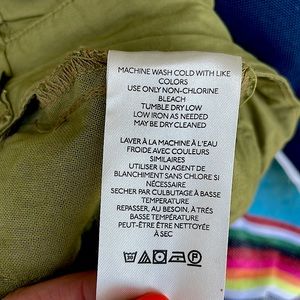 MACHINE WASH COLD WITH LIKE
COLORS
USE ONLY NON-CHLORINE
BLEACH
TUMBLE DRY LOW
LOW IRON AS NEEDED
MAY BE DRY CLEANED
LAVER À LA MACHINE À L'EAU
FROIDE AVEC COULEURS
SIMILAIRES
UTILISER UN AGENT DE
BLANCHIMENT SANS CHLORE SI
NÉCESSAIRE
SECHER PAR CULBUTAGE À BASSE
TEMPERATURE
REPASSER, AU BESOIN, À TRÈS
BASSE TEMPÉRATURE
PEUT-ÊTRE ÊTRE NETTOYÉE
À SEC